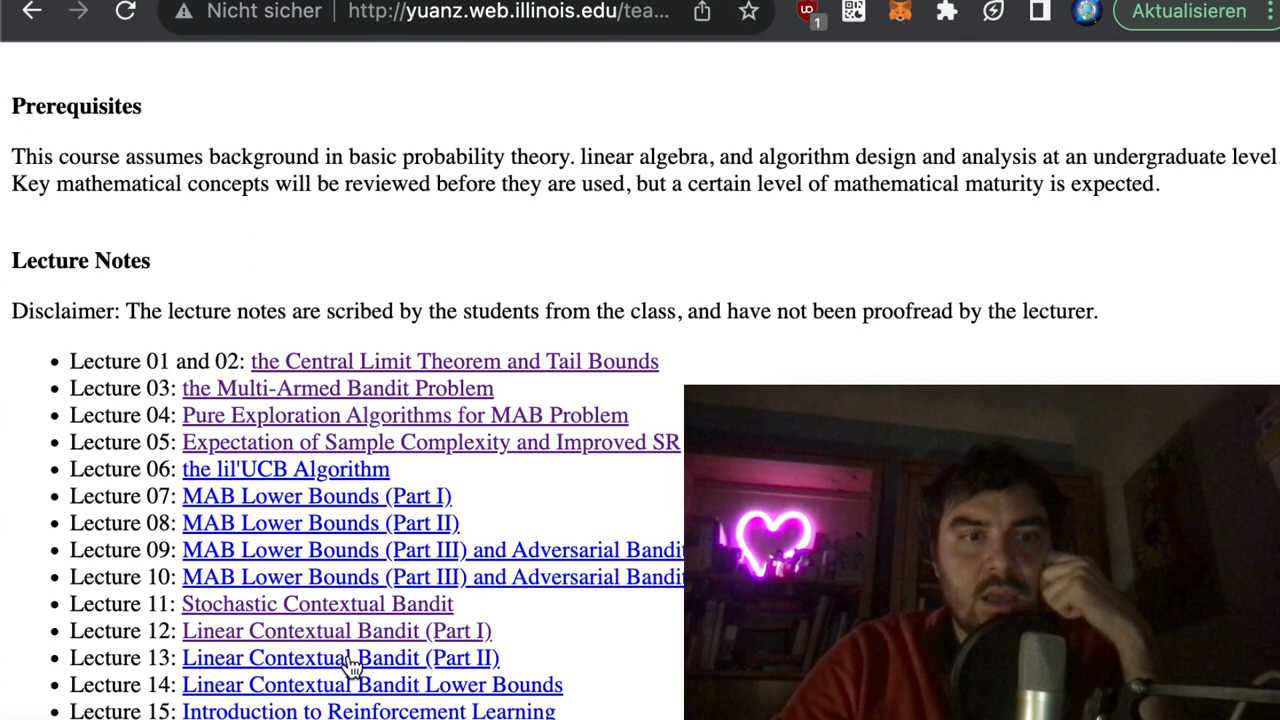 Nicht sicher http://yuanz.web.illinois.edu/tea... Aktualisieren
1
Prerequisites
This course assumes background in basic probability theory. linear algebra, and algorithm design and analysis at an undergraduate level.
Key mathematical concepts will be reviewed before they are used, but a certain level of mathematical maturity is expected.
Lecture Notes
Disclaimer: The lecture notes are scribed by the students from the class, and have not been proofread by the lecturer.
• Lecture 01 and 02: the Central Limit Theorem and Tail Bounds
• Lecture 03: the Multi-Armed Bandit Problem
• Lecture 04: Pure Exploration Algorithms for MAB Problem
• Lecture 05: Expectation of Sample Complexity and Improved SR
• Lecture 06: the lil'UCB Algorithm
• Lecture 07: MAB Lower Bounds (Part I)
• Lecture 08: MAB Lower Bounds (Part II)
• Lecture 09: MAB Lower Bounds (Part III) and Adversarial Bandit
• Lecture 10: MAB Lower Bounds (Part III) and Adversarial Bandit
• Lecture 11: Stochastic Contextual Bandit
• Lecture 12: Linear Contextual Bandit (Part I)
• Lecture 13: Linear Contextual Bandit (Part II)
• Lecture 14: Linear Contextual Bandit Lower Bounds
• Lecture 15: Introduction to Reinforcement Learning